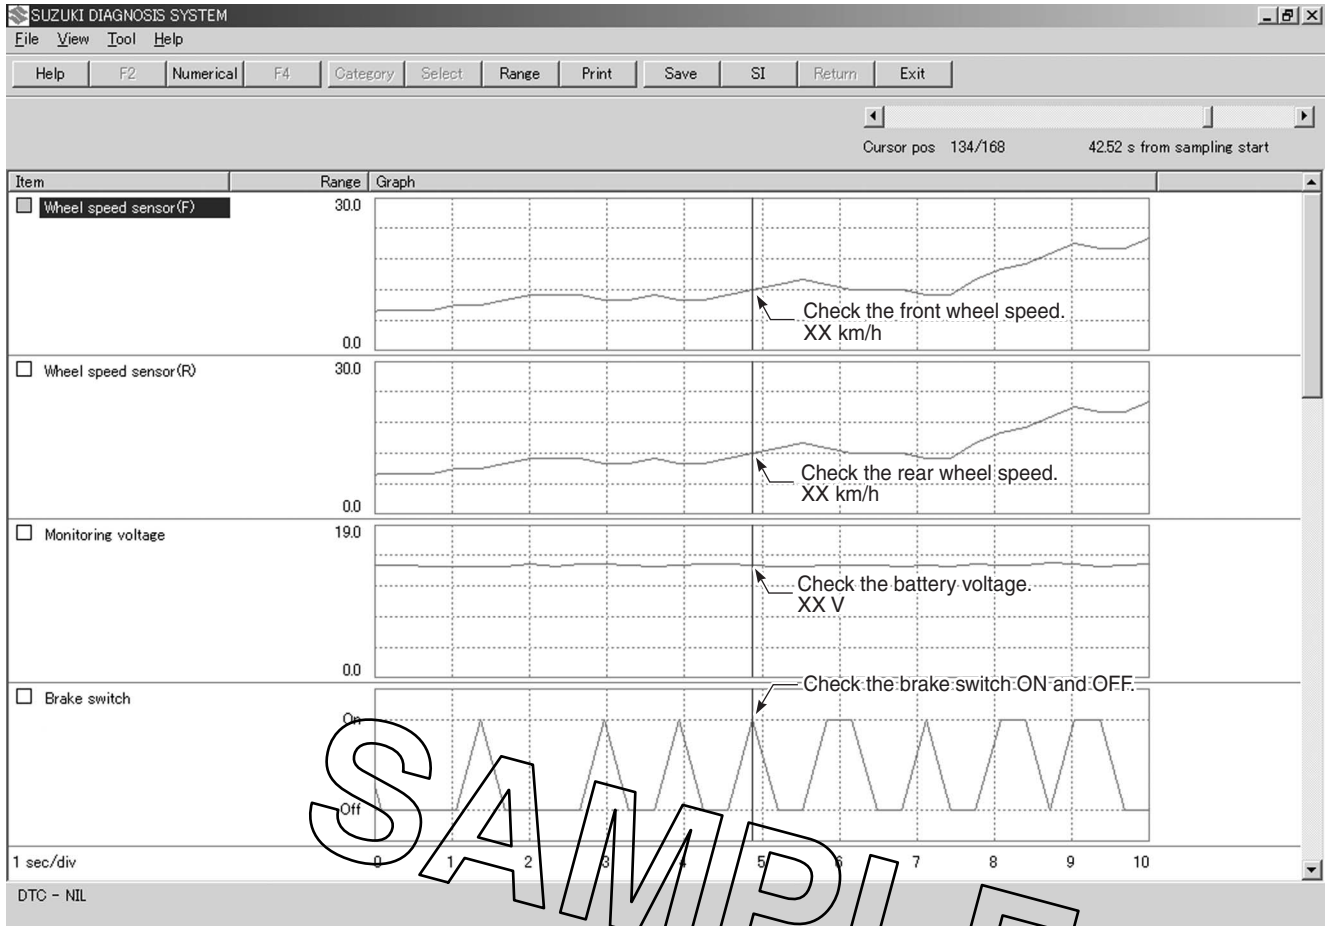 SUZUKI DIAGNOSIS SYSTEM
File View Tool Help
Help F2 Numerical F4 Category Select Range Print Save SI Return Exit
Cursor pos 134/168 42.52 s from sampling start
Item Range Graph
Wheel speed sensor(F) 30.0
Check the front wheel speed.
XX km/h
0.0
Wheel speed sensor(R) 30.0
Check the rear wheel speed.
XX km/h
0.0
Monitoring voltage 19.0
Check the battery voltage.
XX V
0.0
Check the brake switch ON and OFF.
Brake switch
On
Off
1 sec/div 0 1 2 3 4 5 6 7 8 9 10
DTC - NIL
SAMPLE